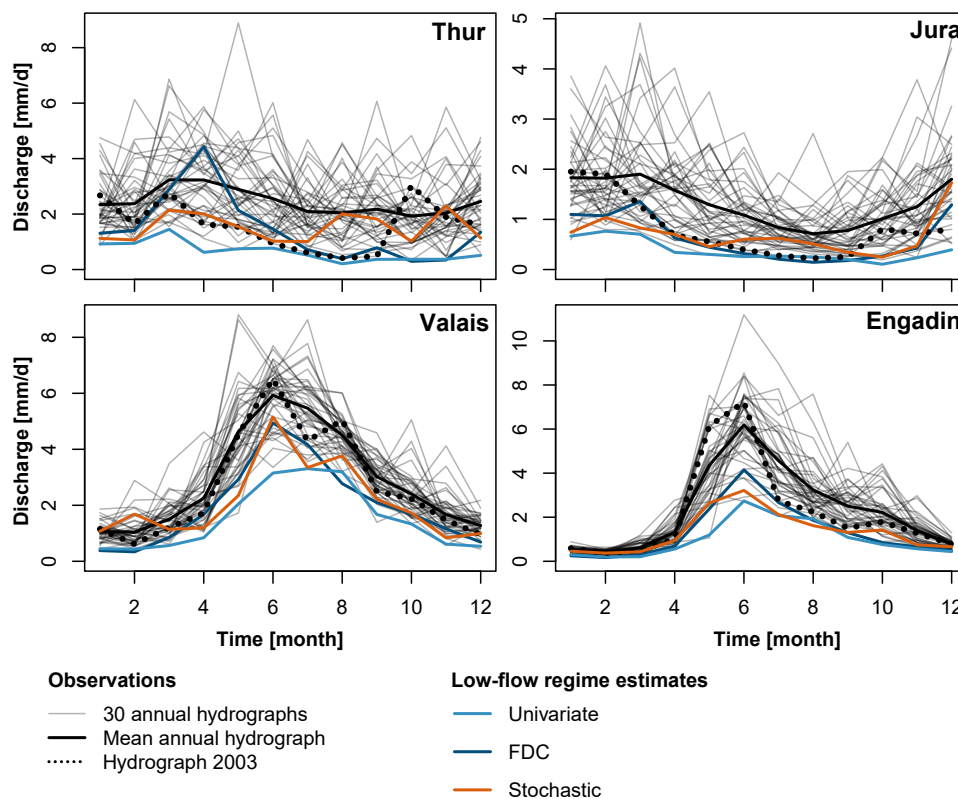 Thur
Jura
Discharge [mm/d]
0 2 4 6 8
0 1 2 3 4 5
Valais
Engadin
Discharge [mm/d]
0 2 4 6 8
0 2 4 6 8 10
2 4 6 8 10 12
2 4 6 8 10 12
Time [month]
Time [month]
Observations
30 annual hydrographs
Mean annual hydrograph
Hydrograph 2003
Low-flow regime estimates
Univariate
FDC
Stochastic